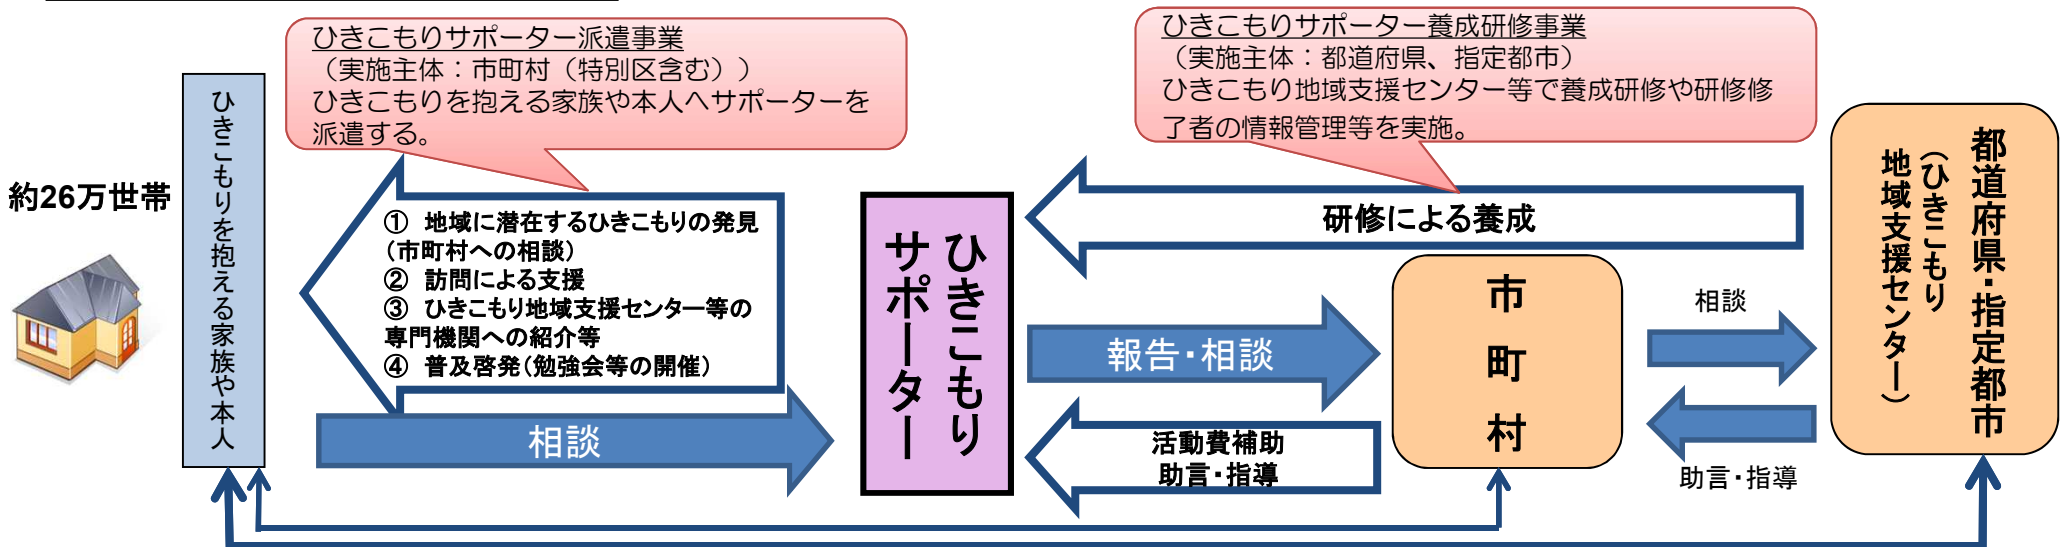 ひきこもりサポーター派遣事業
（実施主体：市町村（特別区含む））
ひきこもりを抱える家族や本人へサポーターを
派遣する。
ひきこもりサポーター養成研修事業
（実施主体：都道府県、指定都市）
ひきこもり地域支援センター等で養成研修や研修修
了者の情報管理等を実施。
約26万世帯
ひきこもりを抱える家族や本人
① 地域に潜在するひきこもりの発見
（市町村への相談）
② 訪問による支援
③ ひきこもり地域支援センター等の
専門機関への紹介等
④ 普及啓発（勉強会等の開催）
相談
ひきこもり
サポーター
研修による養成
報告・相談
活動費補助
助言・指導
市町村
相談
助言・指導
都道府県・指定都市
（ひきこもり
地域支援センター）